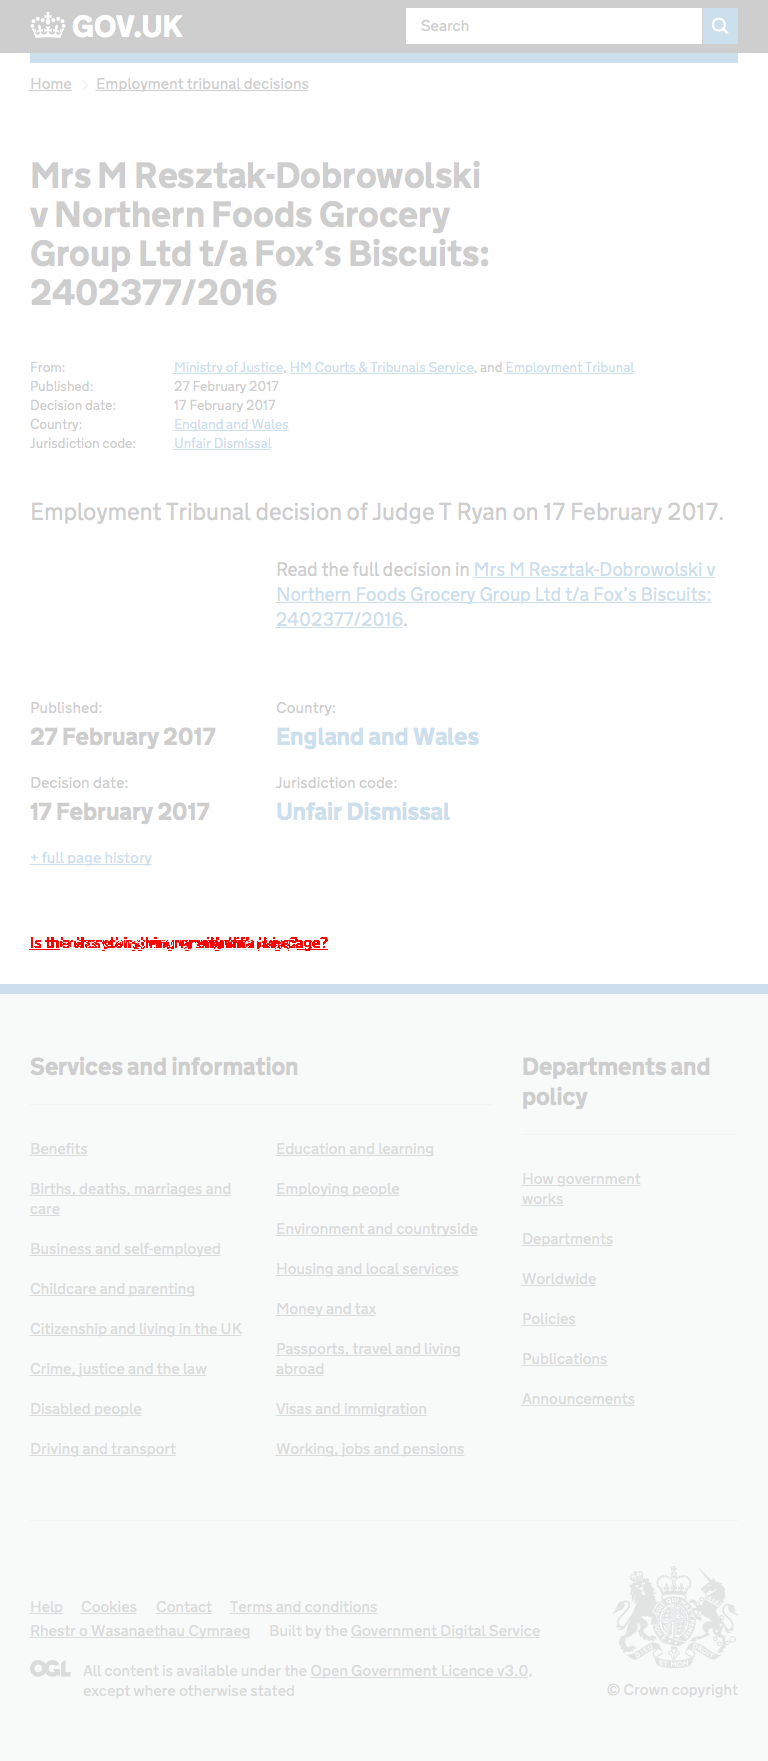 GOV.UK
Search
Home
Employment tribunal decisions
Mrs M Resztak-Dobrowolski
v Northern Foods Grocery
Group Ltd t/a Fox's Biscuits:
2402377/2016
From: Ministry of Justice, HM Courts & Tribunals Service, and Employment Tribunal
Published: 27 February 2017
Decision date: 17 February 2017
Country: England and Wales
Jurisdiction code: Unfair Dismissal
Employment Tribunal decision of Judge T Ryan on 17 February 2017.
Read the full decision in Mrs M Resztak-Dobrowolski v
Northern Foods Grocery Group Ltd t/a Fox's Biscuits:
2402377/2016.
Published:
27 February 2017
Decision date:
17 February 2017
+ full page history
Country:
England and Wales
Jurisdiction code:
Unfair Dismissal
Services and information
Benefits
Births, deaths, marriages and
care
Business and self-employed
Childcare and parenting
Citizenship and living in the UK
Crime, justice and the law
Disabled people
Driving and transport
Education and learning
Employing people
Environment and countryside
Housing and local services
Money and tax
Passports, travel and living
abroad
Visas and immigration
Working, jobs and pensions
Departments and
policy
How government
works
Departments
Worldwide
Policies
Publications
Announcements
Help Cookies Contact Terms and conditions
Rhestr o Wasanaethau Cymraeg Built by the Government Digital Service
OGL All content is available under the Open Government Licence v3.0,
except where otherwise stated
© Crown copyright